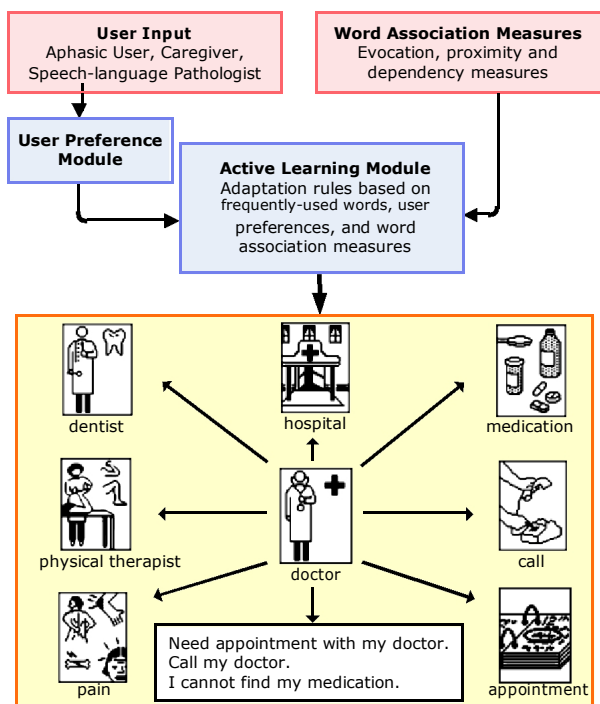 User Input
Aphasic User, Caregiver,
Speech-language Pathologist
Word Association Measures
Evocation, proximity and
dependency measures
User Preference
Module
Active Learning Module
Adaptation rules based on
frequently-used words, user
preferences, and word
association measures
dentist
hospital
medication
physical therapist
doctor
call
pain
Need appointment with my doctor.
Call my doctor.
I cannot find my medication.
appointment